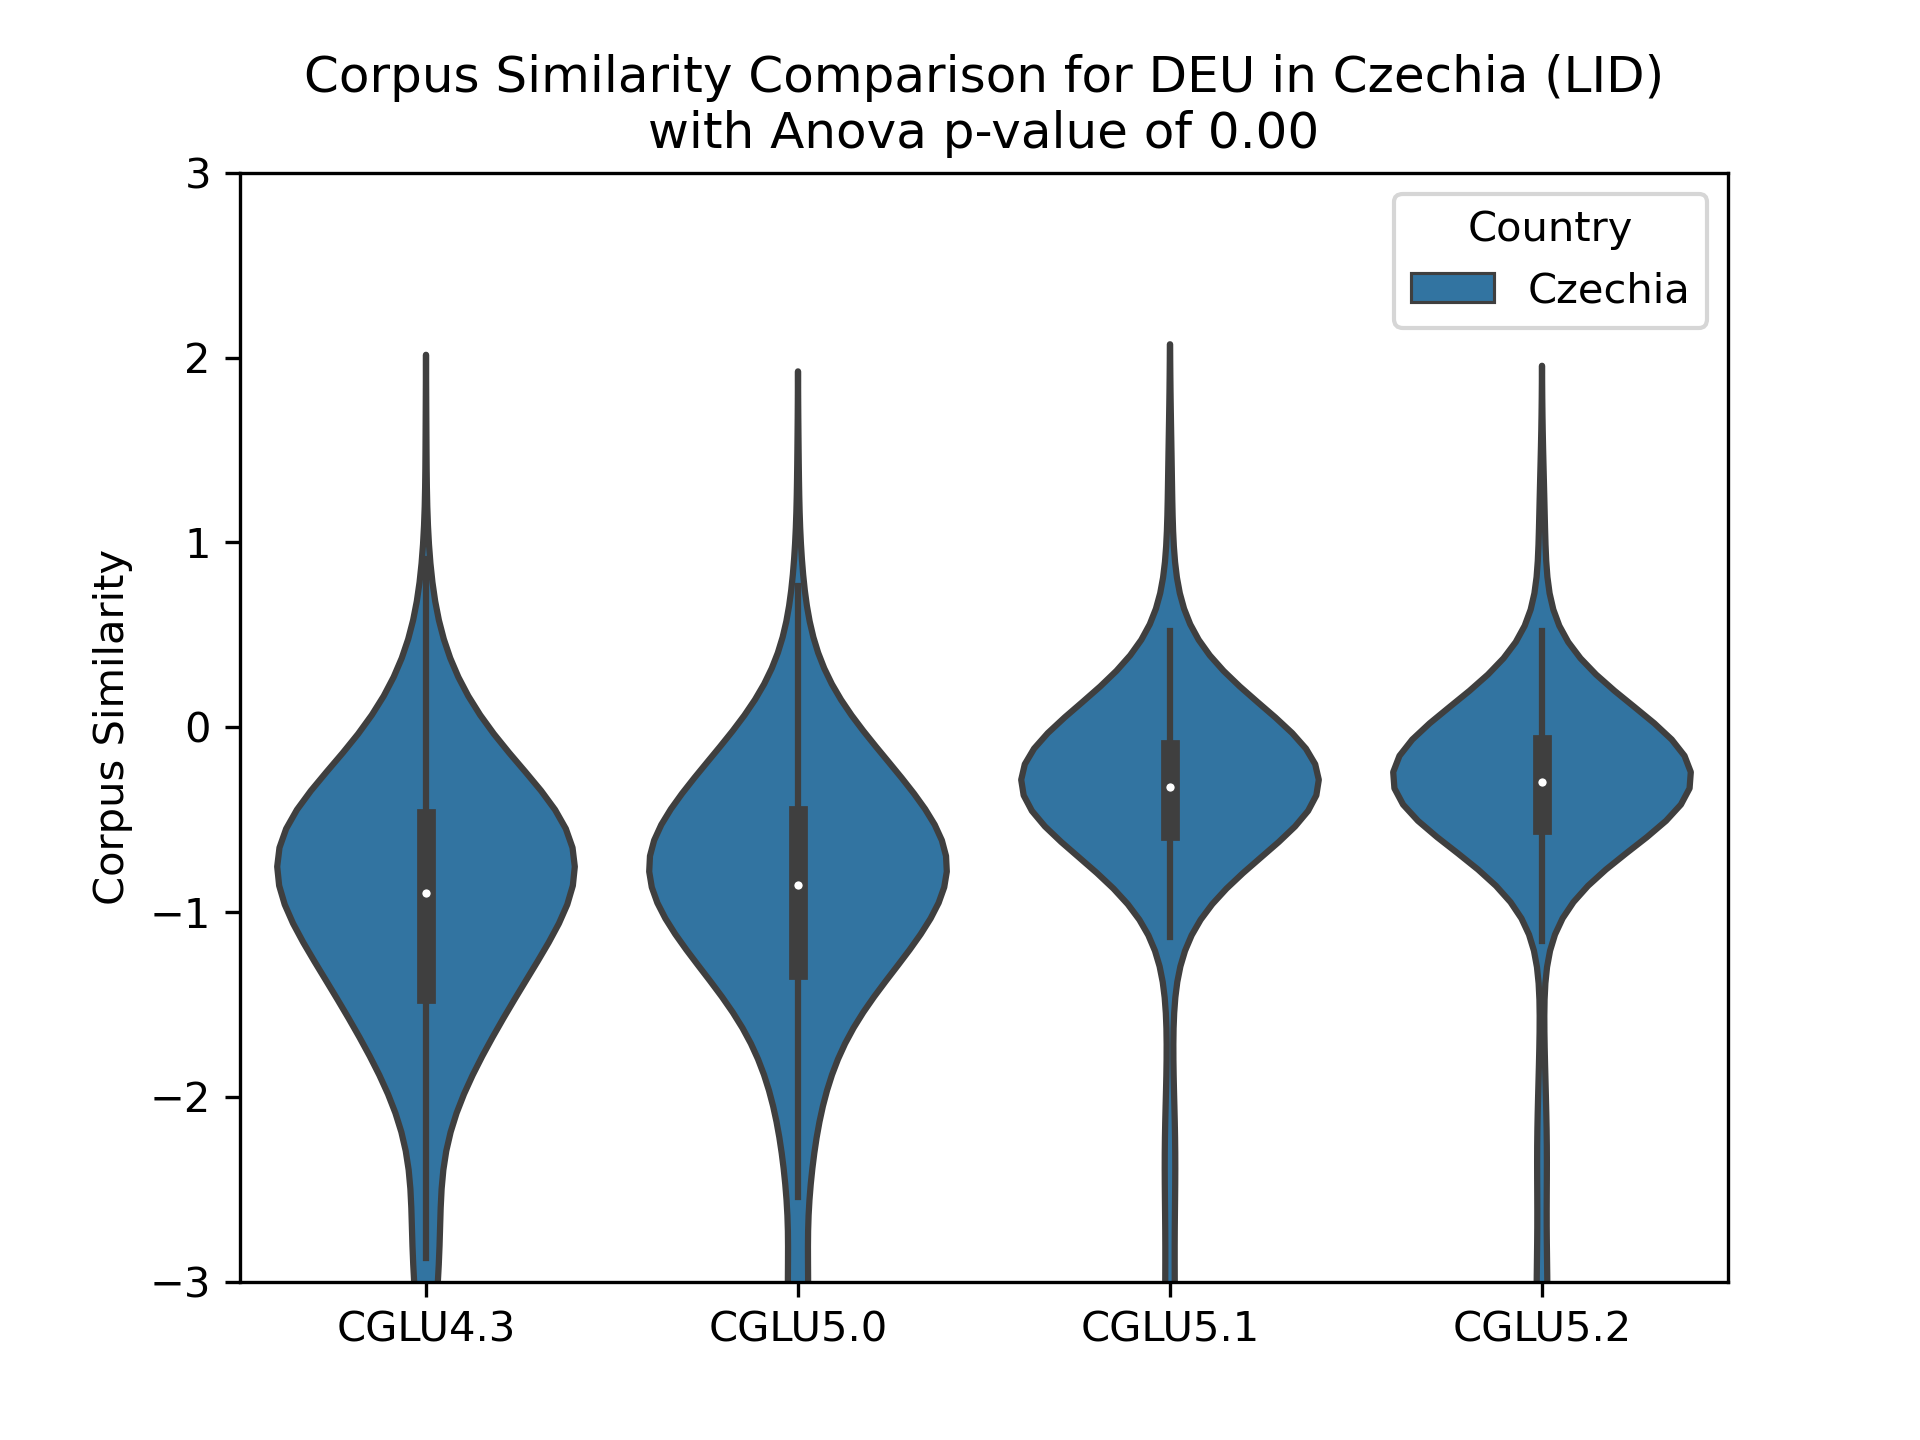 Corpus Similarity Comparison for DEU in Czechia (LID)
with Anova p-value of 0.00
3
2
1
0
−1
−2
−3
Corpus Similarity
Country
Czechia
CGLU4.3
CGLU5.0
CGLU5.1
CGLU5.2